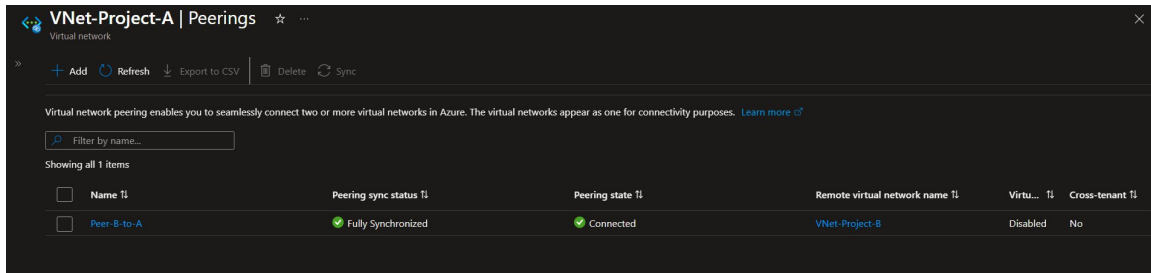 VNet-Project-A | Peerings ☆ ...
Virtual network
Add Refresh Export to CSV Delete Sync
Virtual network peering enables you to seamlessly connect two or more virtual networks in Azure. The virtual networks appear as one for connectivity purposes. Learn more
Filter by name...
Showing all 1 items
Name Peering sync status Peering state Remote virtual network name Virtu... Cross-tenant
Peer-B-to-A Fully Synchronized Connected VNet-Project-B Disabled No